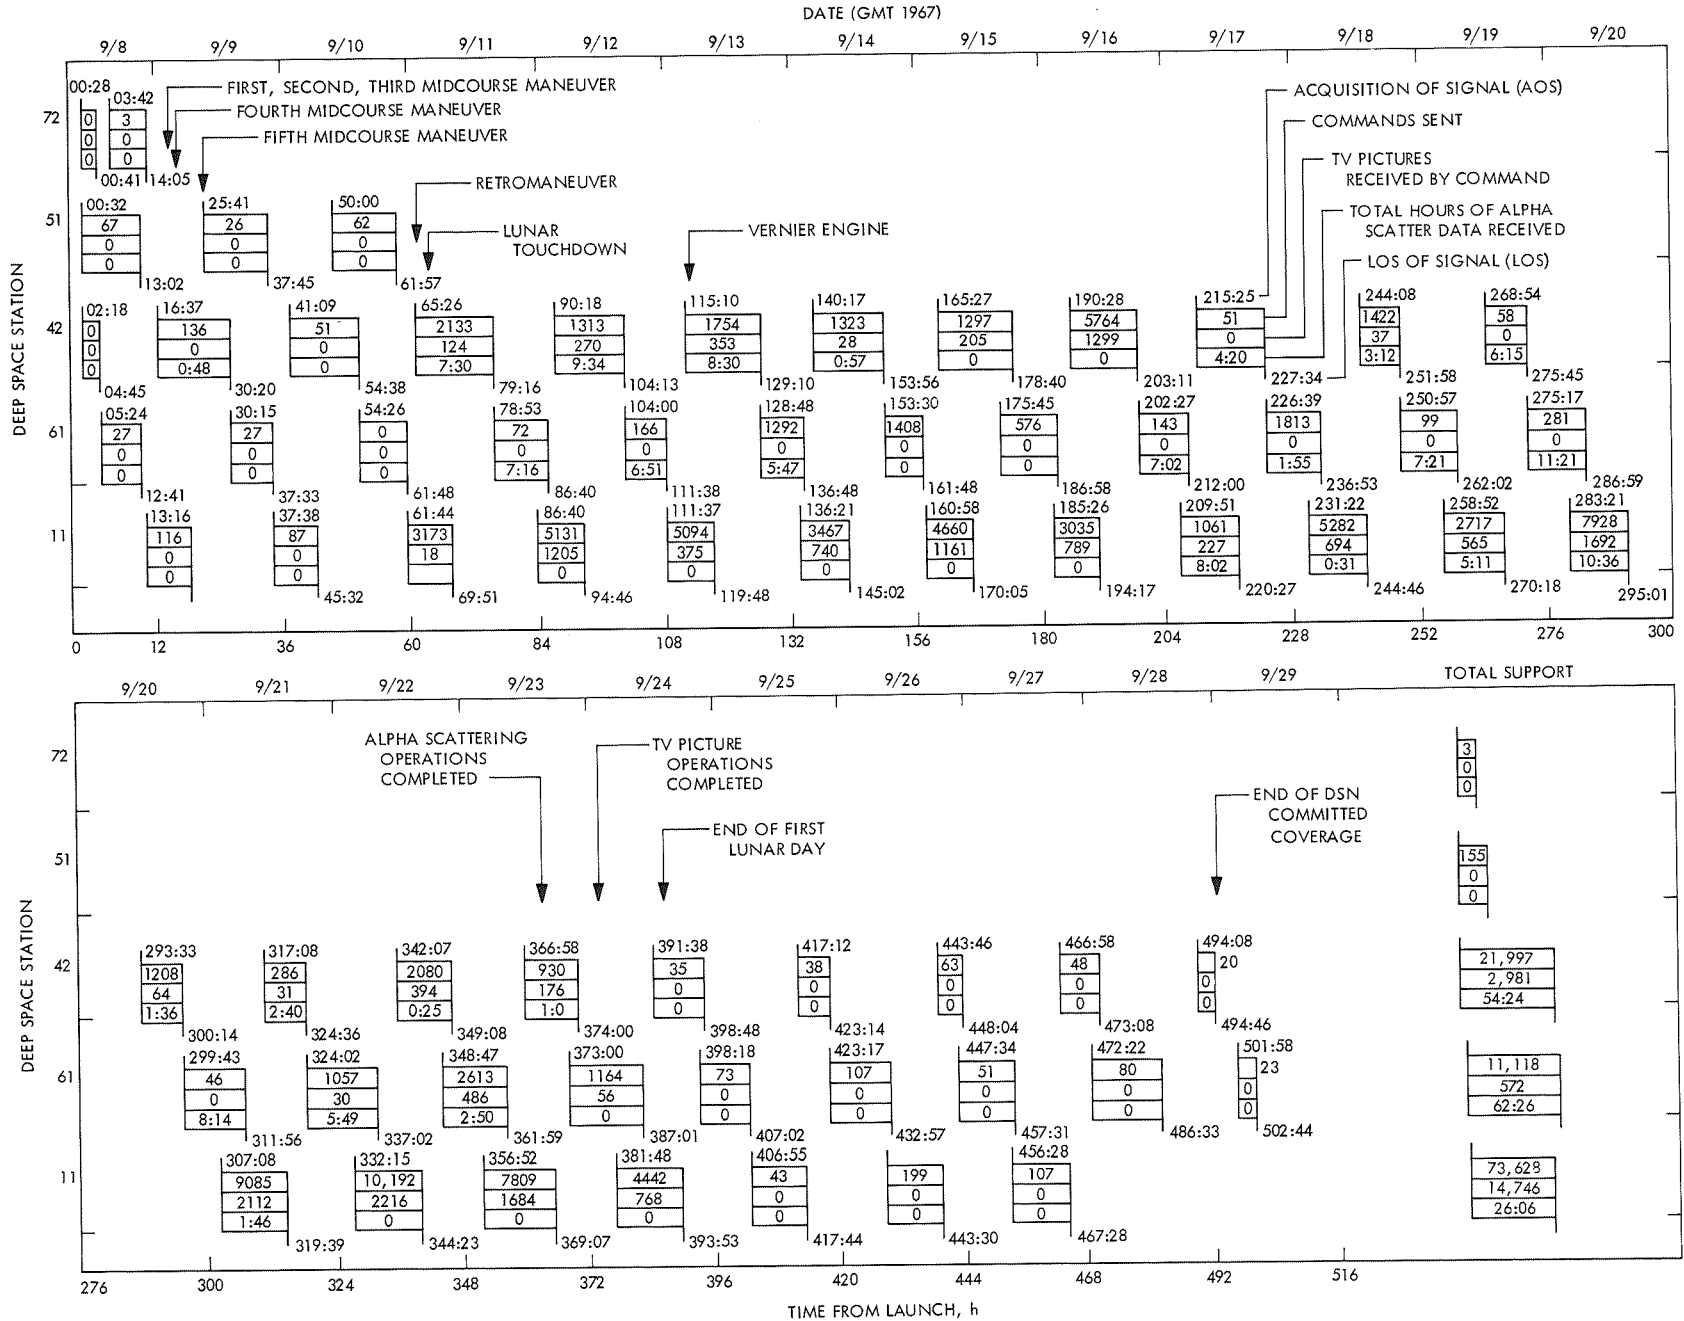 DATE (GMT 1967)
9/8 9/9 9/10 9/11 9/12 9/13 9/14 9/15 9/16 9/17 9/18 9/19 9/20
00:28
03:42
FIRST, SECOND, THIRD MIDCOURSE MANEUVER
FOURTH MIDCOURSE MANEUVER
FIFTH MIDCOURSE MANEUVER
ACQUISITION OF SIGNAL (AOS)
COMMANDS SENT
TV PICTURES
RECEIVED BY COMMAND
TOTAL HOURS OF ALPHA
SCATTER DATA RECEIVED
LOS OF SIGNAL (LOS)
RETROMANEUVER
LUNAR
TOUCHDOWN
VERNIER ENGINE
DEEP SPACE STATION
72
0 3
0 0
0 0
00:41 14:05
51
00:32 25:41 50:00
67 26 62
0 0 0
0 0 0
13:02 37:45 61:57
42
02:18 16:37 41:09 65:26 90:18 115:10 140:17 165:27 190:28 215:25 244:08 268:54
0 136 51 2133 1313 1754 1323 1297 5764 51 1422 58
0 0 0 124 270 353 28 205 1299 0 37 0
0 0:48 0 7:30 9:34 8:30 0:57 0 0 4:20 3:12 6:15
04:45 30:20 54:38 79:16 104:13 129:10 153:56 178:40 203:11 227:34 251:58 275:45
61
05:24 30:15 54:26 78:53 104:00 128:48 153:30 175:45 202:27 226:39 250:57 275:17
27 27 0 72 166 1292 1408 576 143 1813 99 281
0 0 0 0 0 0 0 0 0 0 0 0
0 0 0 7:16 6:51 5:47 0 0 7:02 1:55 7:21 11:21
12:41 37:33 61:48 86:40 111:38 136:48 161:48 186:58 212:00 236:53 262:02 286:59
11
13:16 37:38 61:44 86:40 111:37 136:21 160:58 185:26 209:51 231:22 258:52 283:21
116 87 3173 5131 5094 3467 4660 3035 1061 5282 2717 7928
0 0 18 1205 375 740 1161 789 227 694 565 1692
0 0 0 0 0 0 0 8:02 0:31 5:11 10:36
45:32 69:51 94:46 119:48 145:02 170:05 194:17 220:27 244:46 270:18 295:01
0 12 36 60 84 108 132 156 180 204 228 252 276 300
9/20 9/21 9/22 9/23 9/24 9/25 9/26 9/27 9/28 9/29 TOTAL SUPPORT
ALPHA SCATTERING
OPERATIONS
COMPLETED
TV PICTURE
OPERATIONS
COMPLETED
END OF FIRST
LUNAR DAY
END OF DSN
COMMITTED
COVERAGE
DEEP SPACE STATION
72
3
0
0
51
155
0
0
42
293:33 317:08 342:07 366:58 391:38 417:12 443:46 466:58 494:08
1208 286 2080 930 35 38 63 48 20 21,997
64 31 394 176 0 0 0 0 0 2,981
1:36 2:40 0:25 1:0 0 0 0 0 0 54:24
300:14 324:36 349:08 374:00 398:48 423:14 448:04 473:08 494:46
61
299:43 324:02 348:47 373:00 398:18 423:17 447:34 472:22 501:58
46 1057 2613 1164 73 107 51 80 23 11,118
0 30 486 56 0 0 0 0 0 572
8:14 5:49 2:50 0 0 0 0 0 0 62:26
311:56 337:02 361:59 387:01 407:02 432:57 457:31 486:33 502:44
11
307:08 332:15 356:52 381:48 406:55 456:28
9085 10,192 7809 4442 43 199 107 73,628
2112 2216 1684 768 0 0 0 14,746
1:46 0 0 0 0 0 0 26:06
319:39 344:23 369:07 393:53 417:44 443:30 467:28
276 300 324 348 372 396 420 444 468 492 516
TIME FROM LAUNCH, h